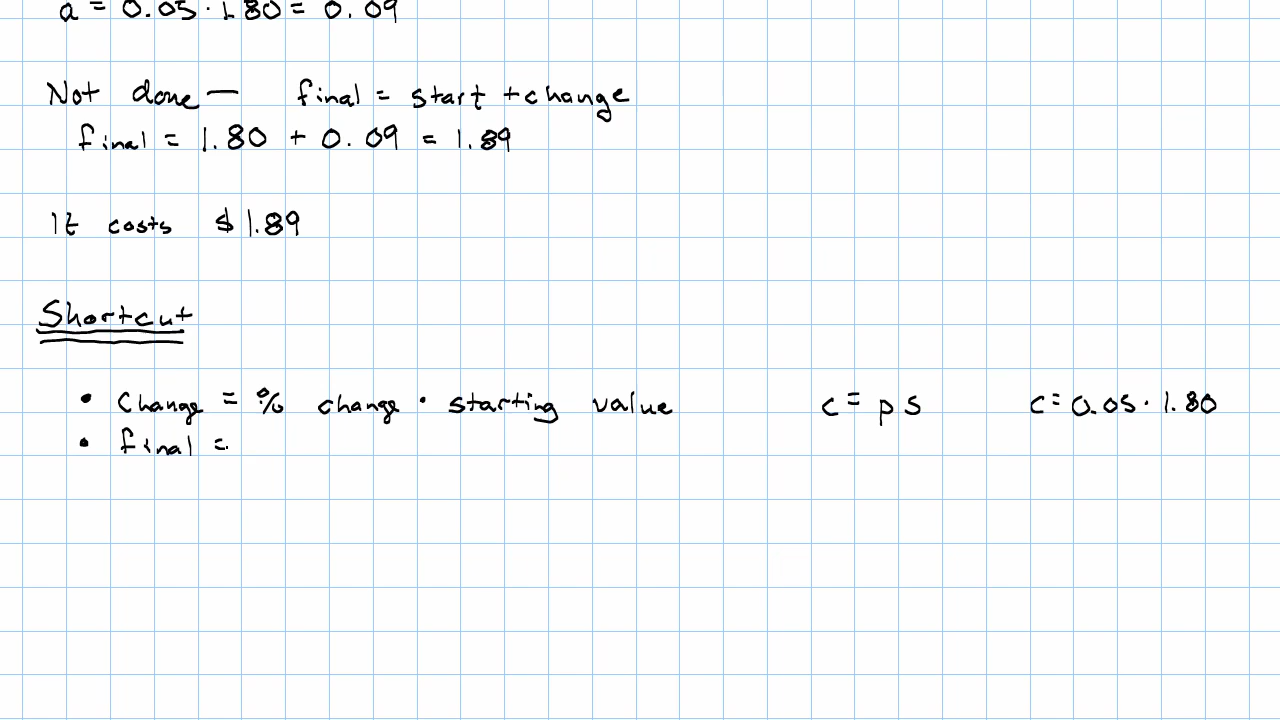 a = 0.05 · 1.80 = 0.09
Not done — final = start + change
final = 1.80 + 0.09 = 1.89
It costs $1.89
Shortcut
• Change = % change · starting value c = p s c = 0.05 · 1.80
• final =